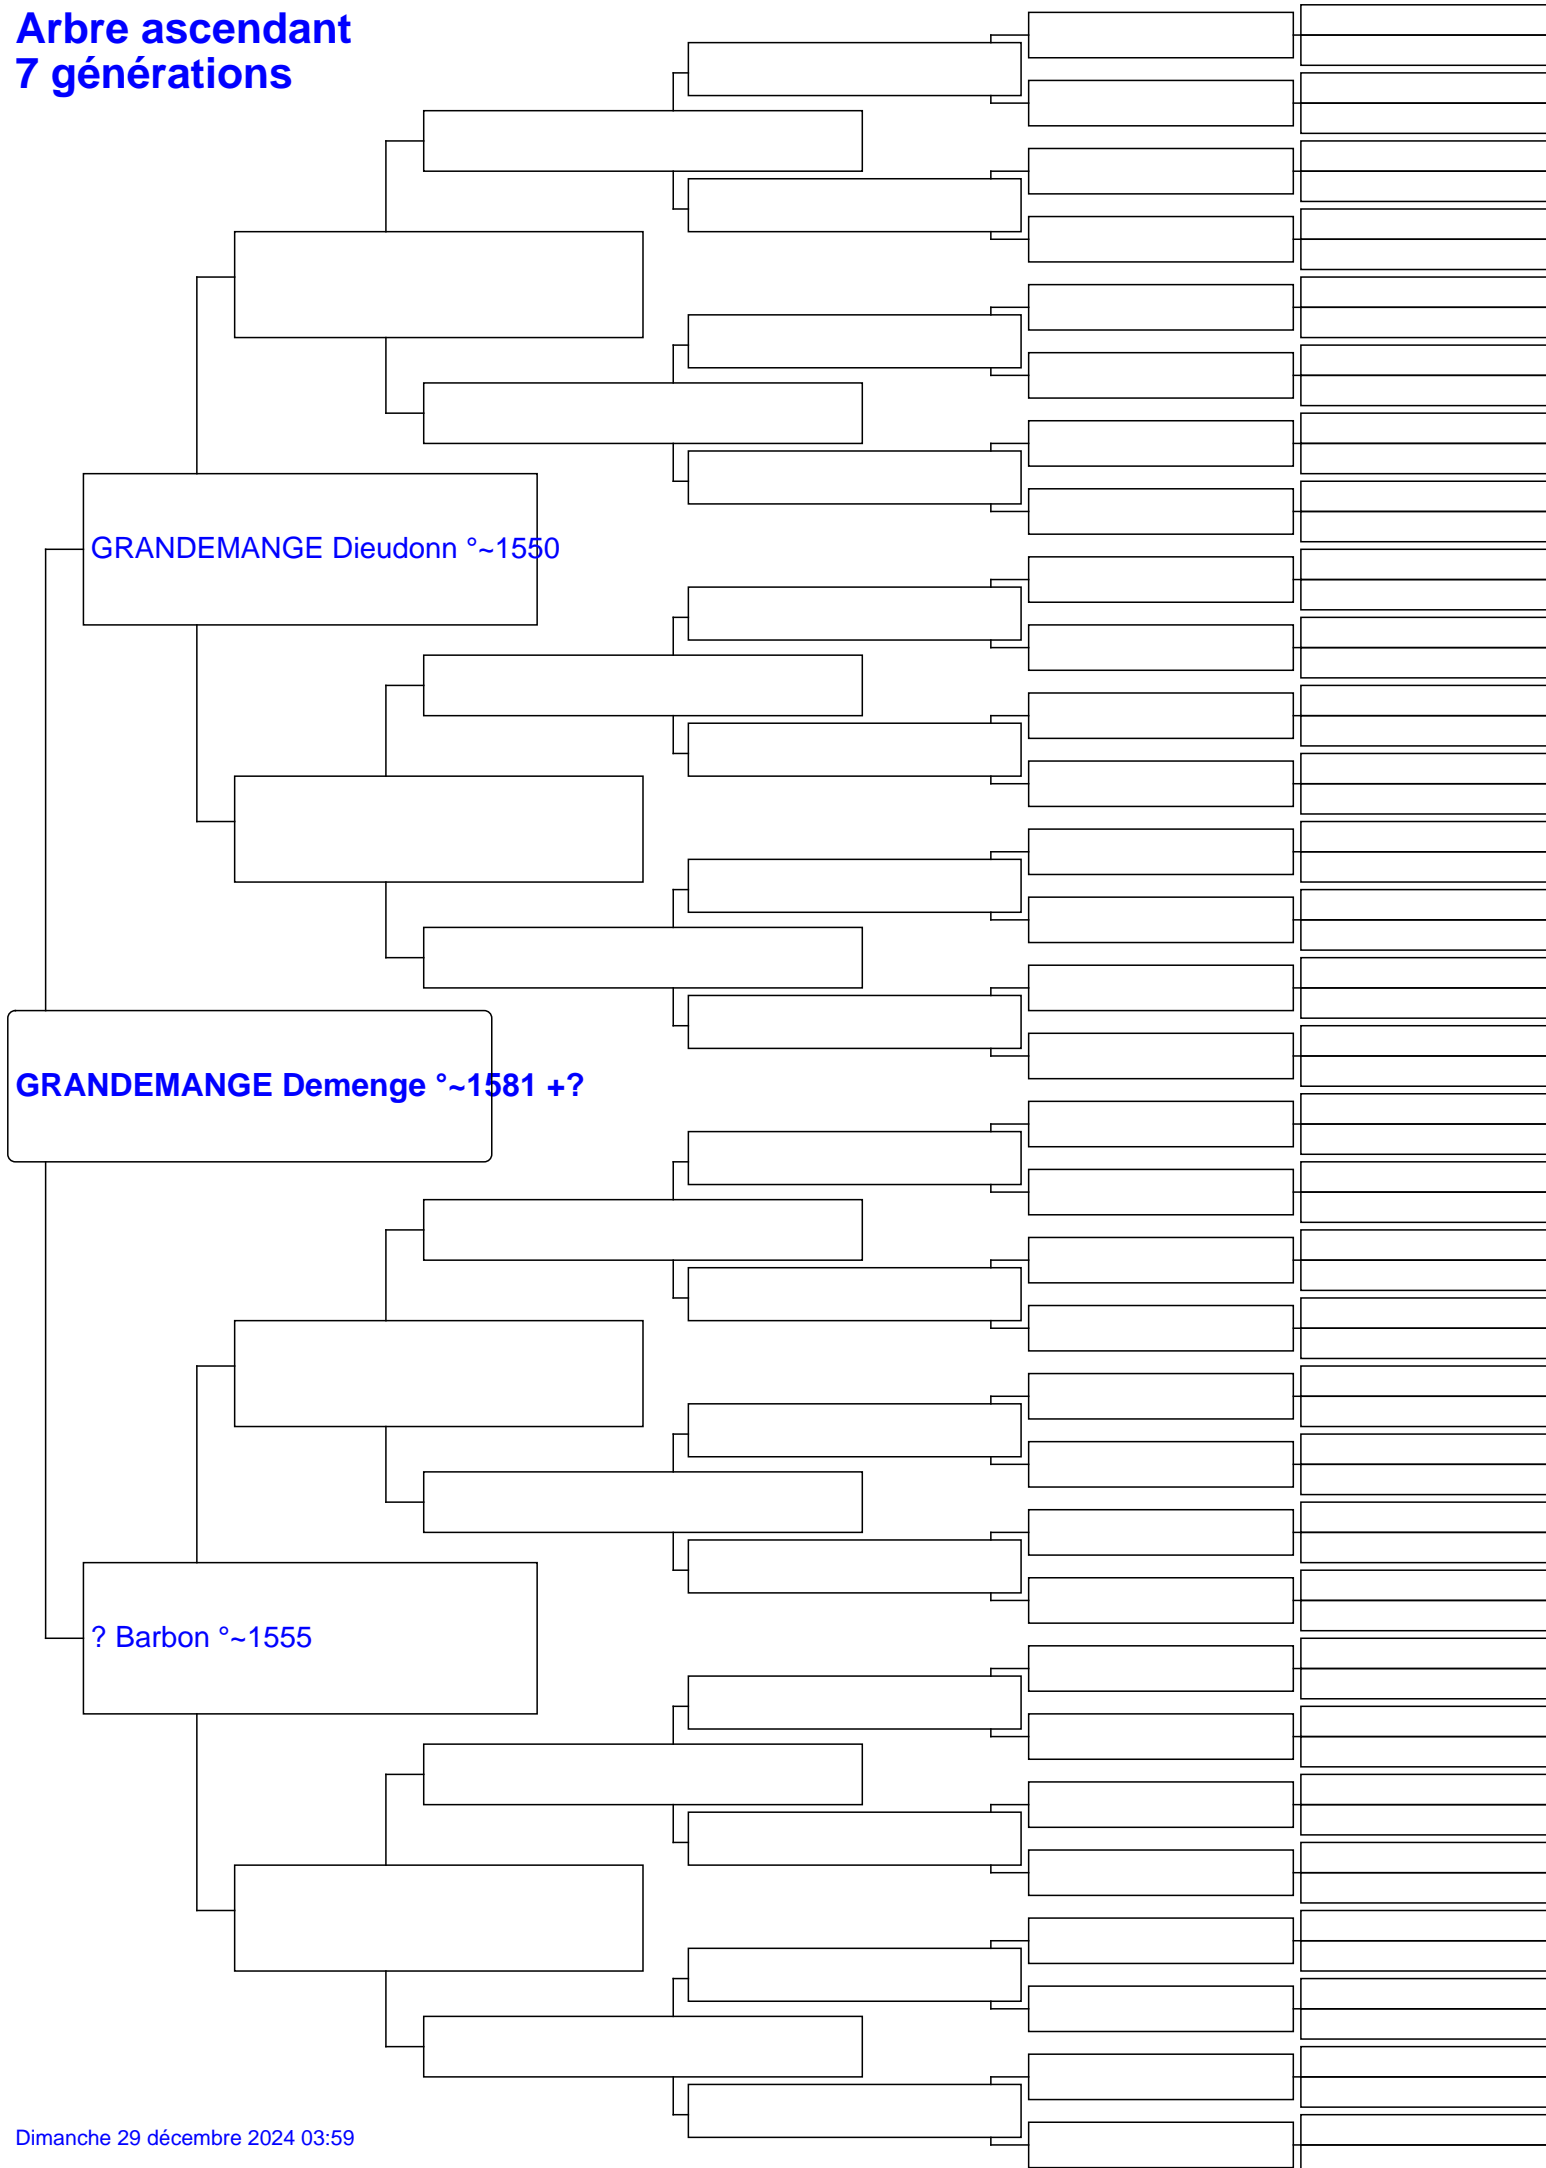 Arbre ascendant
7 générations
GRANDEMANGE Dieudonn °~1550
GRANDEMANGE Demenge °~1581 +?
? Barbon °~1555
Dimanche 29 décembre 2024 03:59